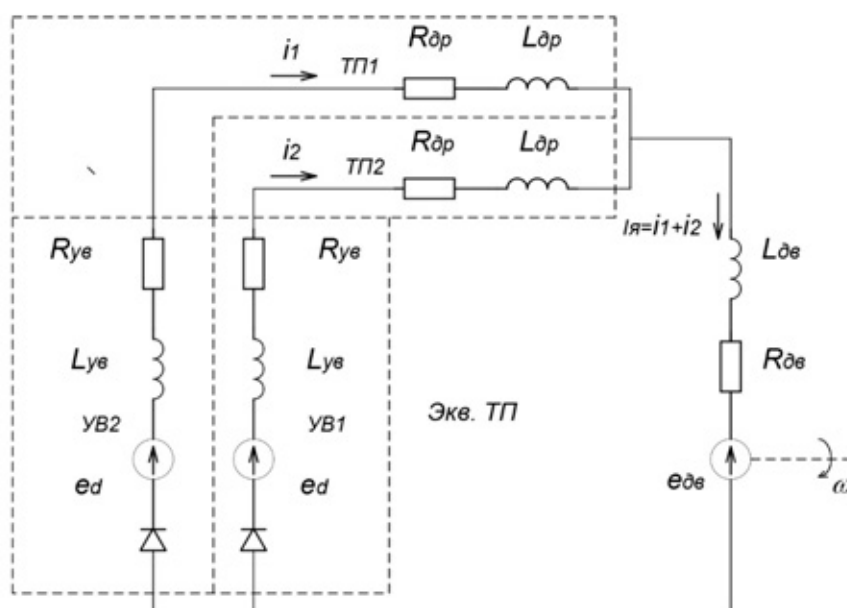 Rдр Lдр
i1 ТП1
Rдр Lдр
i2 ТП2
Iя=i1+i2
Rув Rув
Lдв
Lув Lув
Rдв
УВ2 УВ1 Экв. ТП
ed ed eдв ω